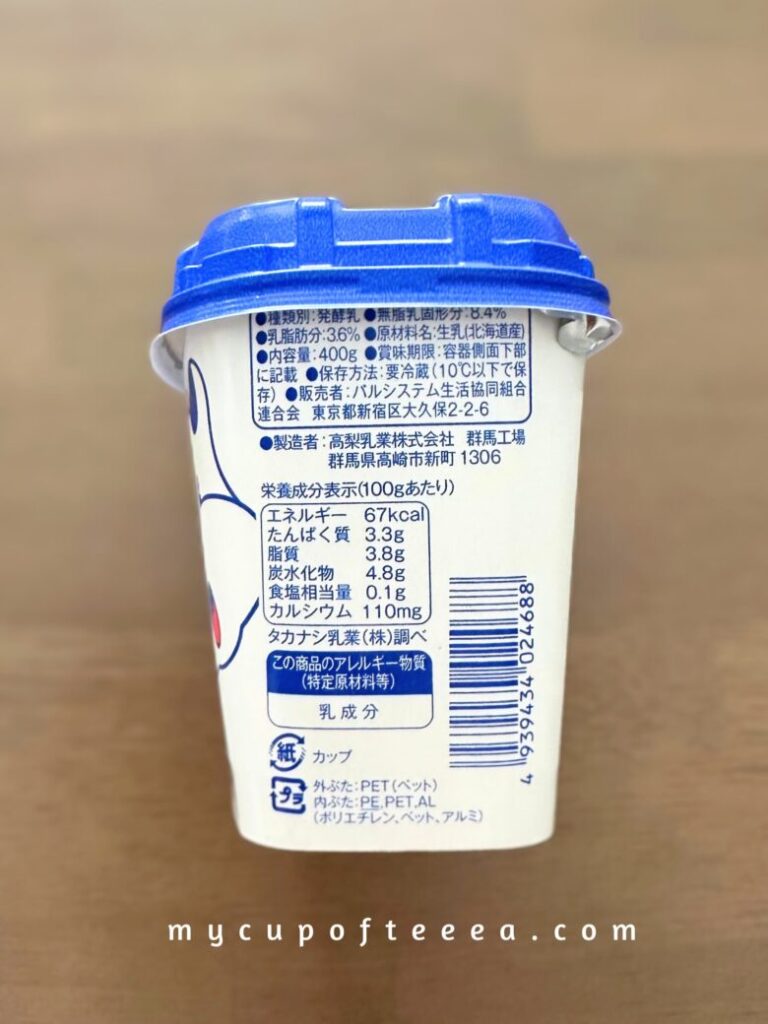 ●種類別:発酵乳 ●無脂乳固形分:8.4%
●乳脂肪分:3.6% ●原材料名:生乳(北海道産)
●内容量:400g ●賞味期限:容器側面下部
に記載 ●保存方法:要冷蔵(10℃以下で保
存) ●販売者:パルシステム生活協同組合
連合会 東京都新宿区大久保2-2-6
●製造者:高梨乳業株式会社 群馬工場
群馬県高崎市新町1306
栄養成分表示(100gあたり)
エネルギー 67kcal
たんぱく質 3.3g
脂質 3.8g
炭水化物 4.8g
食塩相当量 0.1g
カルシウム 110mg
タカナシ乳業(株)調べ
この商品のアレルギー物質
(特定原材料等)
乳成分
紙 カップ
プラ 外ぶた:PET(ペット)
内ぶた:PE,PET,AL
(ポリエチレン、ペット、アルミ)
4 939434 024688
mycupofteeea.com